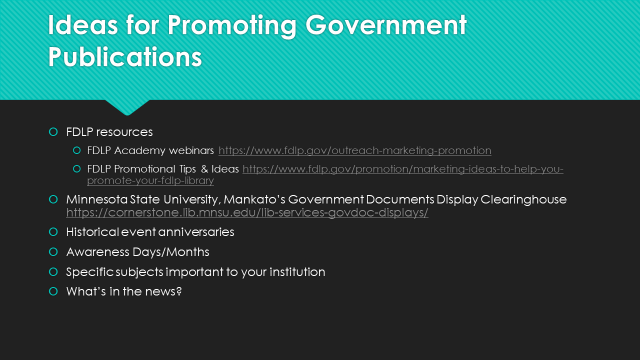 Ideas for Promoting Government
Publications
FDLP resources
FDLP Academy webinars https://www.fdlp.gov/outreach-marketing-promotion
FDLP Promotional Tips & Ideas https://www.fdlp.gov/promotion/marketing-ideas-to-help-you-
promote-your-fdlp-library
Minnesota State University, Mankato's Government Documents Display Clearinghouse
https://cornerstone.lib.mnsu.edu/lib-services-govdoc-displays/
Historical event anniversaries
Awareness Days/Months
Specific subjects important to your institution
What's in the news?